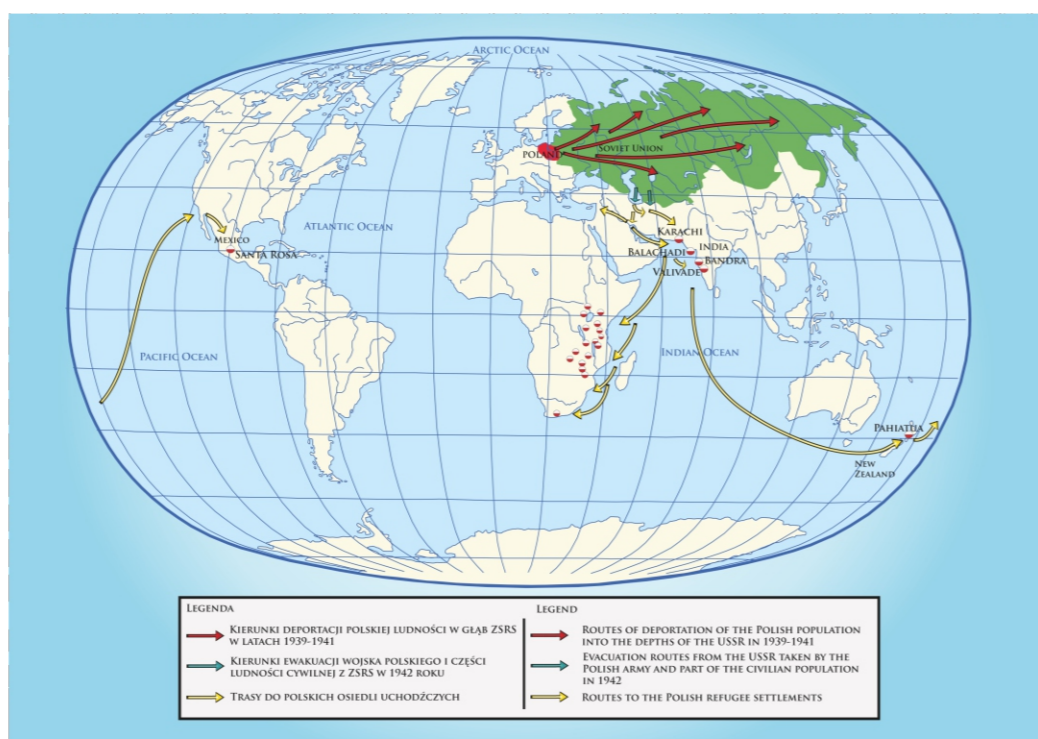 Arctic Ocean
Poland
Soviet Union
Atlantic Ocean
Mexico
Santa Rosa
Karachi
Balachadi
India
Bandra
Valivade
Pacific Ocean
Indian Ocean
Pahiatua
New
Zealand
Legenda
Kierunki deportacji polskiej ludności w głąb ZSRS
w latach 1939-1941
Kierunki ewakuacji wojska polskiego i części
ludności cywilnej z ZSRS w 1942 roku
Trasy do polskich osiedli uchodźczych
Legend
Routes of deportation of the Polish population
into the depths of the USSR in 1939-1941
Evacuation routes from the USSR taken by the
Polish Army and part of the civilian population
in 1942
Routes to the Polish refugee settlements